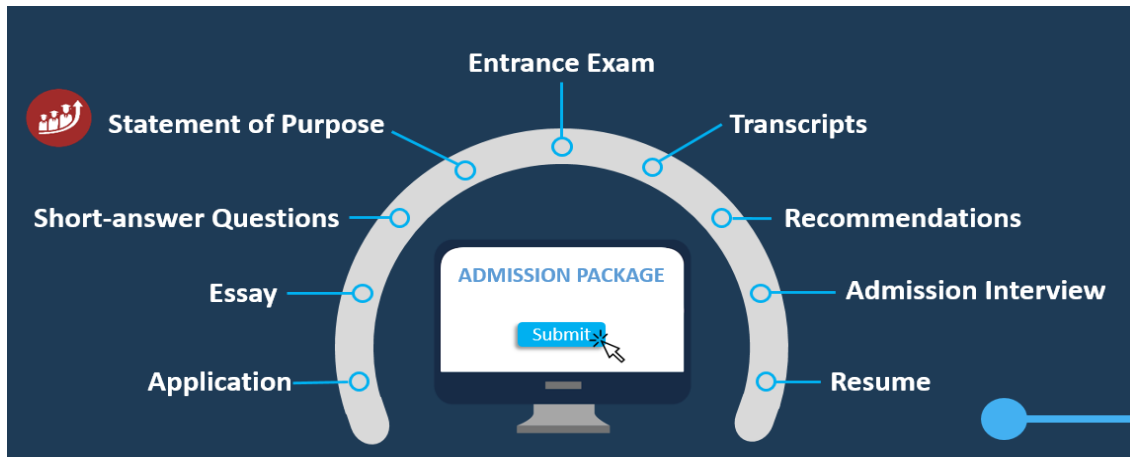 Entrance Exam
Statement of Purpose
Transcripts
Short-answer Questions
Recommendations
ADMISSION PACKAGE
Essay
Admission Interview
Submit
Application
Resume